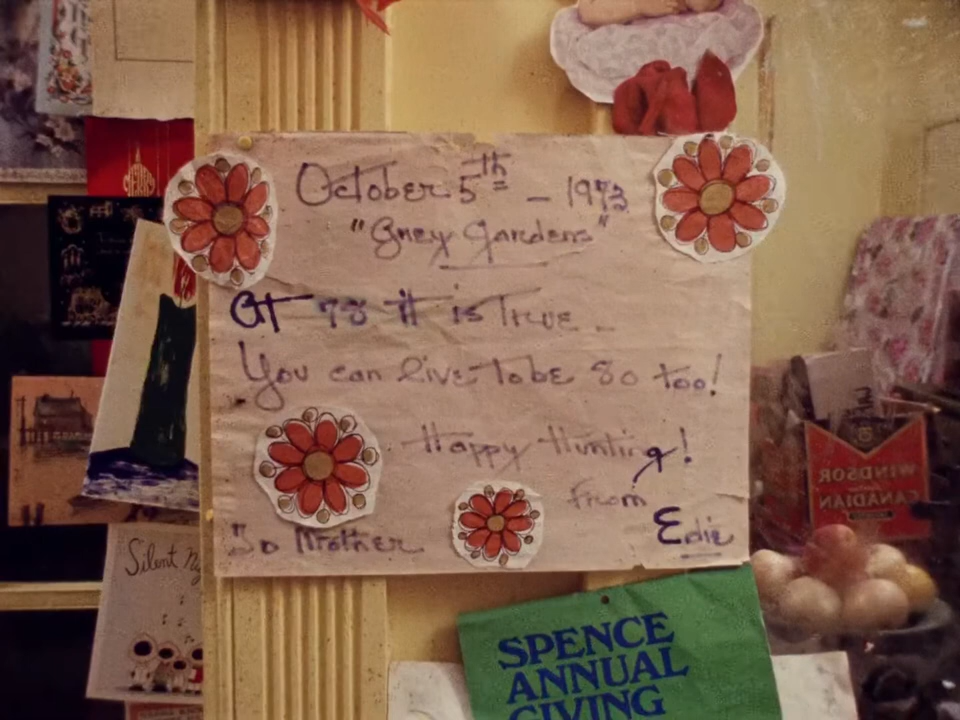 October 5th - 1973
"Grey Gardens"
At 78 it is True -
You can live To be 80 too!
Happy Hunting!
From
Edie
To Mother
Silent
SPENCE
ANNUAL
GIVING
WINDSOR
CANADIAN